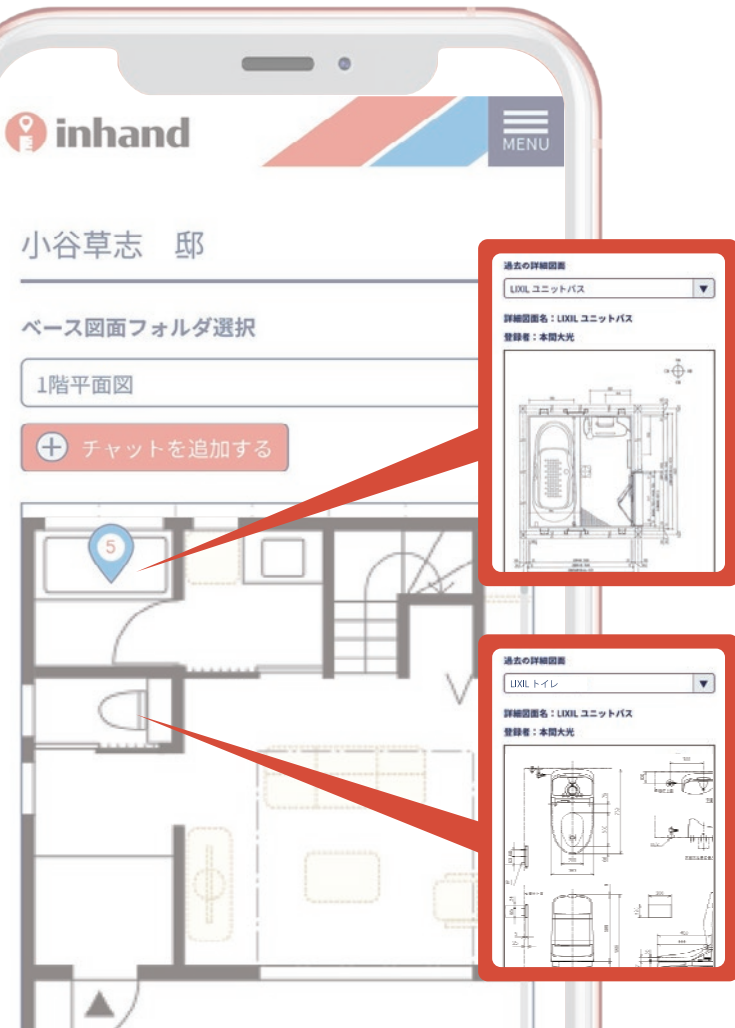 inhand
MENU
小谷草志　邸
ベース図面フォルダ選択
1階平面図
チャットを追加する
5
過去の詳細図面
LIXIL ユニットバス
詳細図面名：LIXIL ユニットバス
登録者：本間大光
過去の詳細図面
LIXIL トイレ
詳細図面名：LIXIL ユニットバス
登録者：本間大光